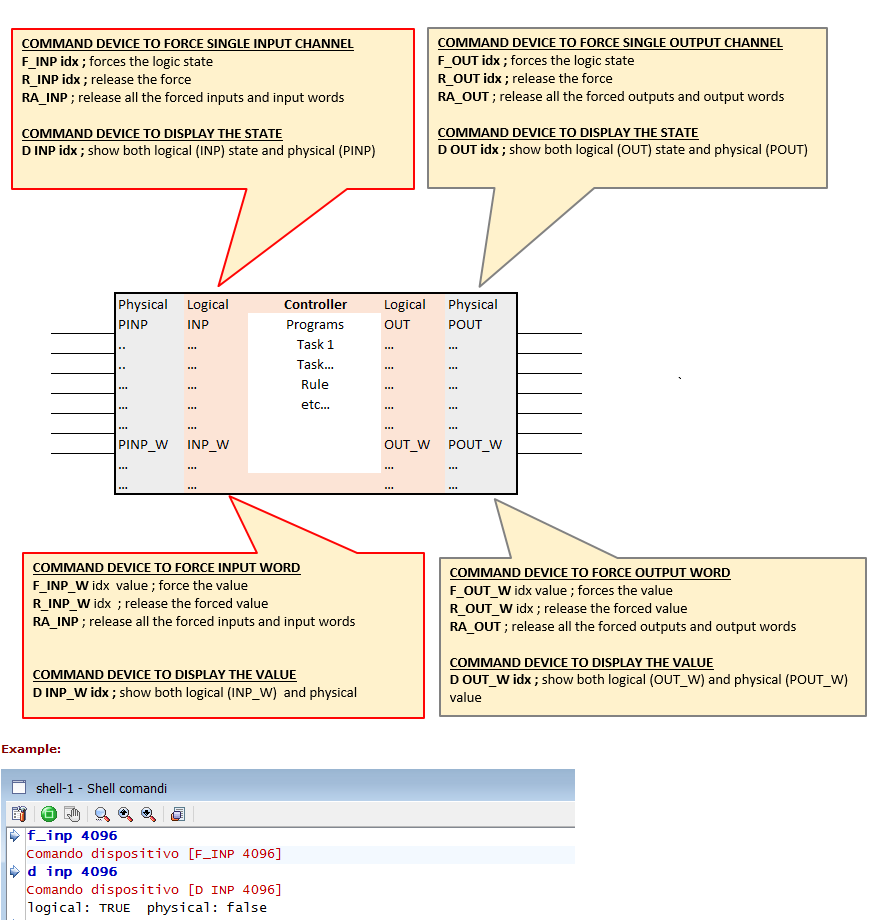 COMMAND DEVICE TO FORCE SINGLE INPUT CHANNEL
F_INP idx ; forces the logic state
R_INP idx ; release the force
RA_INP ; release all the forced inputs and input words
COMMAND DEVICE TO DISPLAY THE STATE
D INP idx ; show both logical (INP) state and physical (PINP)
COMMAND DEVICE TO FORCE SINGLE OUTPUT CHANNEL
F_OUT idx ; forces the logic state
R_OUT idx ; release the force
RA_OUT ; release all the forced outputs and output words
COMMAND DEVICE TO DISPLAY THE STATE
D OUT idx ; show both logical (OUT) state and physical (POUT)
Physical Logical Controller Logical Physical
PINP INP Programs OUT POUT
.. ... Task 1 ... ...
.. ... Task... ... ...
... ... Rule ... ...
... ... etc... ... ...
... ... ... ...
PINP_W INP_W OUT_W POUT_W
... ... ... ...
... ... ... ...
COMMAND DEVICE TO FORCE INPUT WORD
F_INP_W idx value ; force the value
R_INP_W idx ; release the forced value
RA_INP ; release all the forced inputs and input words
COMMAND DEVICE TO DISPLAY THE VALUE
D INP_W idx ; show both logical (INP_W) and physical
COMMAND DEVICE TO FORCE OUTPUT WORD
F_OUT_W idx value ; forces the value
R_OUT_W idx ; release the forced value
RA_OUT ; release all the forced outputs and output words
COMMAND DEVICE TO DISPLAY THE VALUE
D OUT_W idx ; show both logical (OUT_W) and physical (POUT_W)
value
Example:
shell-1 - Shell comandi
f_inp 4096
Comando dispositivo [F_INP 4096]
d inp 4096
Comando dispositivo [D INP 4096]
logical: TRUE physical: false